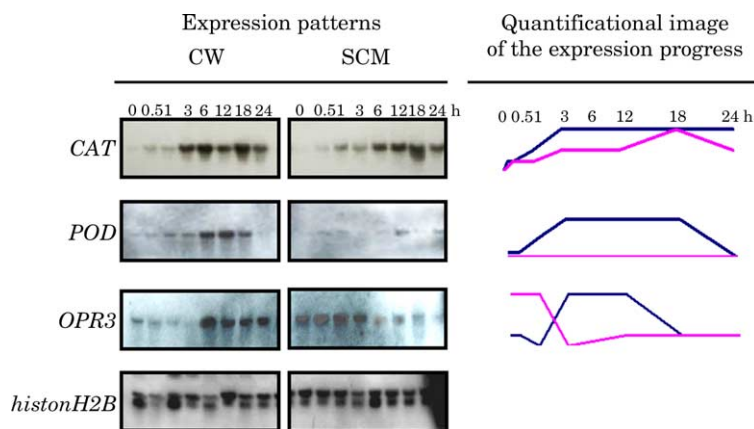 Expression patterns
CW
SCM
Quantificational image
of the expression progress
0 0.51 3 6 12 18 24
0 0.51 3 6 12 18 24 h
0 0.51 3 6 12 18 24 h
CAT
POD
OPR3
histonH2B